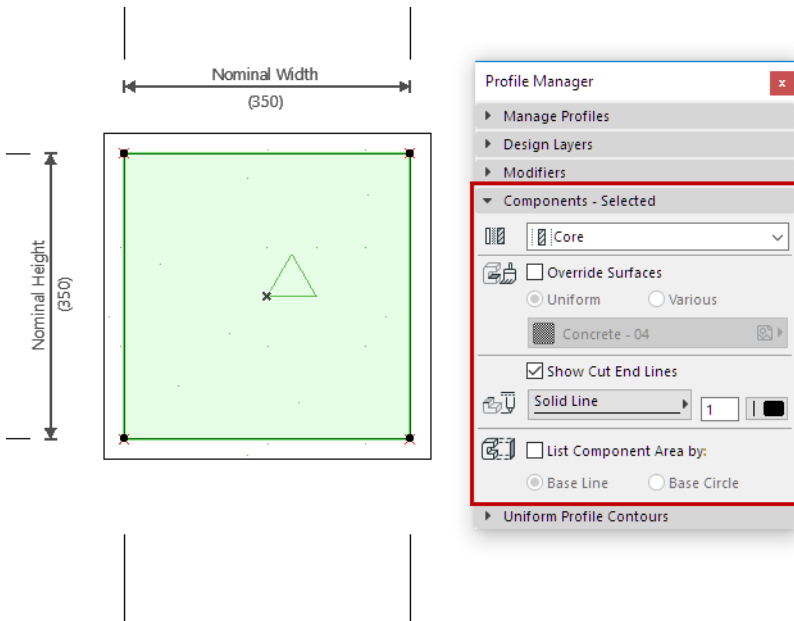 Nominal Width
(350)
Nominal Height
(350)
Profile Manager
x
Manage Profiles
Design Layers
Modifiers
Components - Selected
Core
Override Surfaces
Uniform Various
Concrete - 04
Show Cut End Lines
Solid Line 1
List Component Area by:
Base Line Base Circle
Uniform Profile Contours